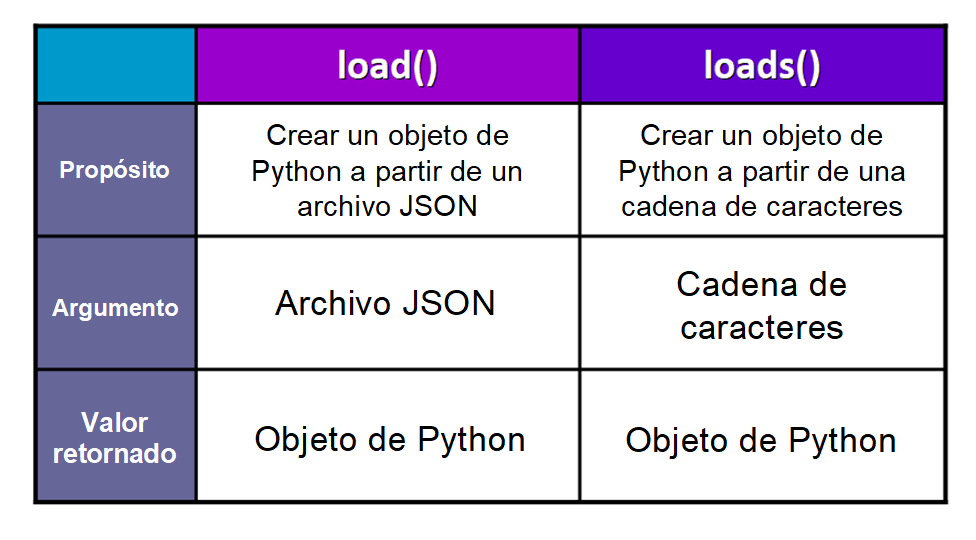 load()
loads()
Propósito
Crear un objeto de
Python a partir de un
archivo JSON
Crear un objeto de
Python a partir de una
cadena de caracteres
Argumento
Archivo JSON
Cadena de
caracteres
Valor
retornado
Objeto de Python
Objeto de Python